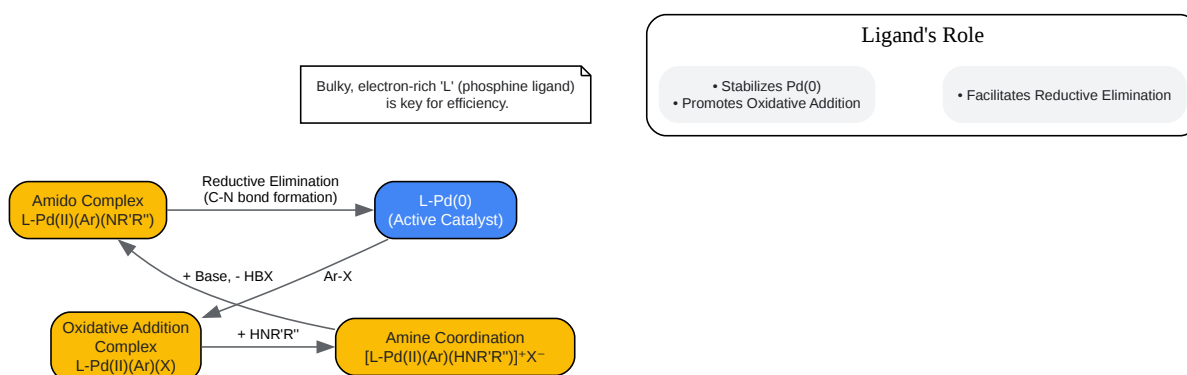 Ligand's Role
• Stabilizes Pd(0)
• Promotes Oxidative Addition
• Facilitates Reductive Elimination
Bulky, electron-rich 'L' (phosphine ligand)
is key for efficiency.
Amido Complex
L-Pd(II)(Ar)(NR'R'')
Reductive Elimination
(C-N bond formation)
L-Pd(0)
(Active Catalyst)
+ Base, - HBX
Ar-X
Oxidative Addition
Complex
L-Pd(II)(Ar)(X)
+ HNR'R''
Amine Coordination
[L-Pd(II)(Ar)(HNR'R'')]⁺X⁻